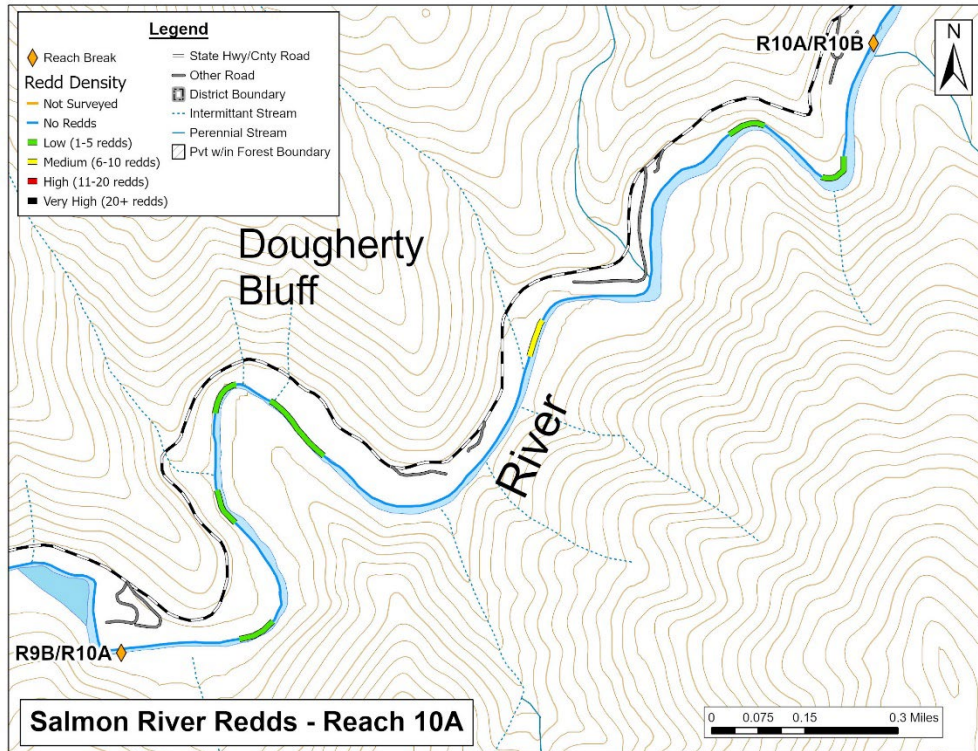 Legend
Reach Break
Redd Density
Not Surveyed
No Redds
Low (1-5 redds)
Medium (6-10 redds)
High (11-20 redds)
Very High (20+ redds)
State Hwy/Cnty Road
Other Road
District Boundary
Intermittant Stream
Perennial Stream
Pvt w/in Forest Boundary
R10A/R10B
N
Dougherty
Bluff
River
R9B/R10A
Salmon River Redds - Reach 10A
0 0.075 0.15 0.3 Miles